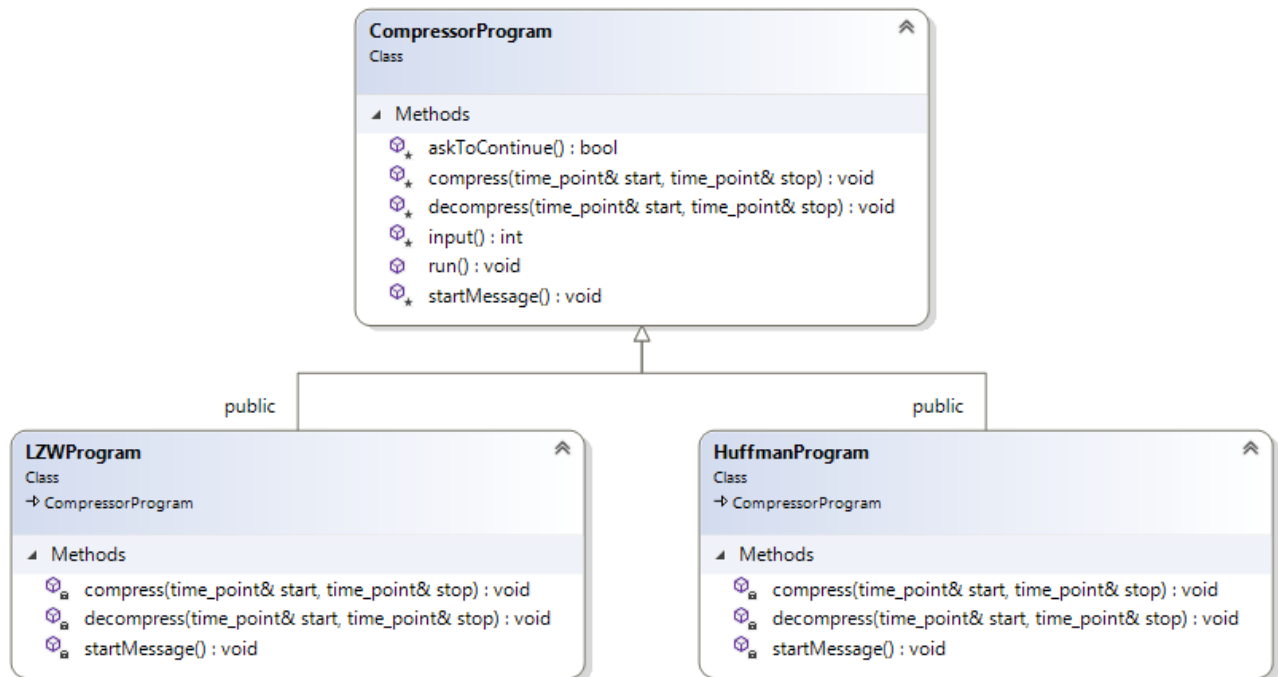 CompressorProgram
Class
Methods
askToContinue() : bool
compress(time_point& start, time_point& stop) : void
decompress(time_point& start, time_point& stop) : void
input() : int
run() : void
startMessage() : void
public
public
LZWProgram
Class
CompressorProgram
Methods
compress(time_point& start, time_point& stop) : void
decompress(time_point& start, time_point& stop) : void
startMessage() : void
HuffmanProgram
Class
CompressorProgram
Methods
compress(time_point& start, time_point& stop) : void
decompress(time_point& start, time_point& stop) : void
startMessage() : void